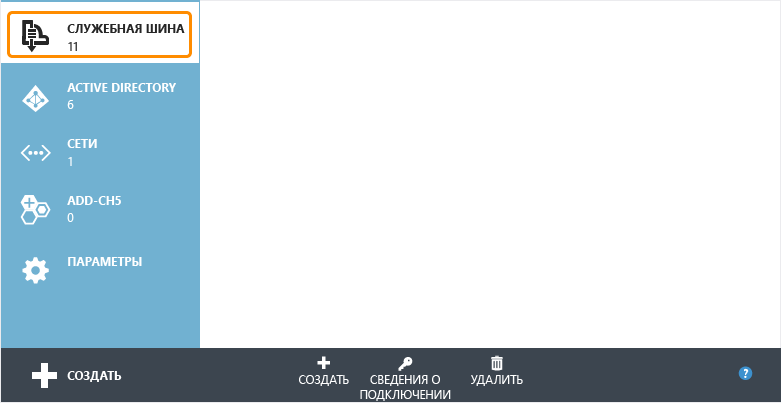 СЛУЖЕБНАЯ ШИНА
11
ACTIVE DIRECTORY
6
СЕТИ
1
ADD-CH5
0
ПАРАМЕТРЫ
СОЗДАТЬ
СОЗДАТЬ
СВЕДЕНИЯ О
ПОДКЛЮЧЕНИИ
УДАЛИТЬ
?